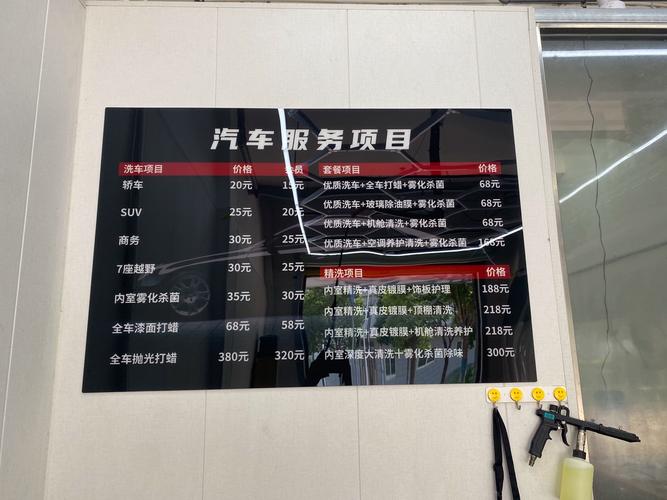 汽车服务项目
洗车项目 价格 会员
轿车 20元 15元
SUV 25元 20元
商务 30元 25元
7座越野 30元 25元
内室雾化杀菌 35元 30元
全车漆面打蜡 68元 58元
全车抛光打蜡 380元 320元
套餐项目 价格
优质洗车+全车打蜡+雾化杀菌 68元
优质洗车+玻璃除油膜+雾化杀菌 68元
优质洗车+机舱清洗+雾化杀菌 68元
优质洗车+空调养护清洗+雾化杀菌 168元
精洗项目 价格
内室精洗+真皮镀膜+饰板护理 188元
内室精洗+真皮镀膜+顶棚清洗 218元
内室精洗+真皮镀膜+机舱清洗养护 218元
内室深度大清洗十雾化杀菌除味 300元